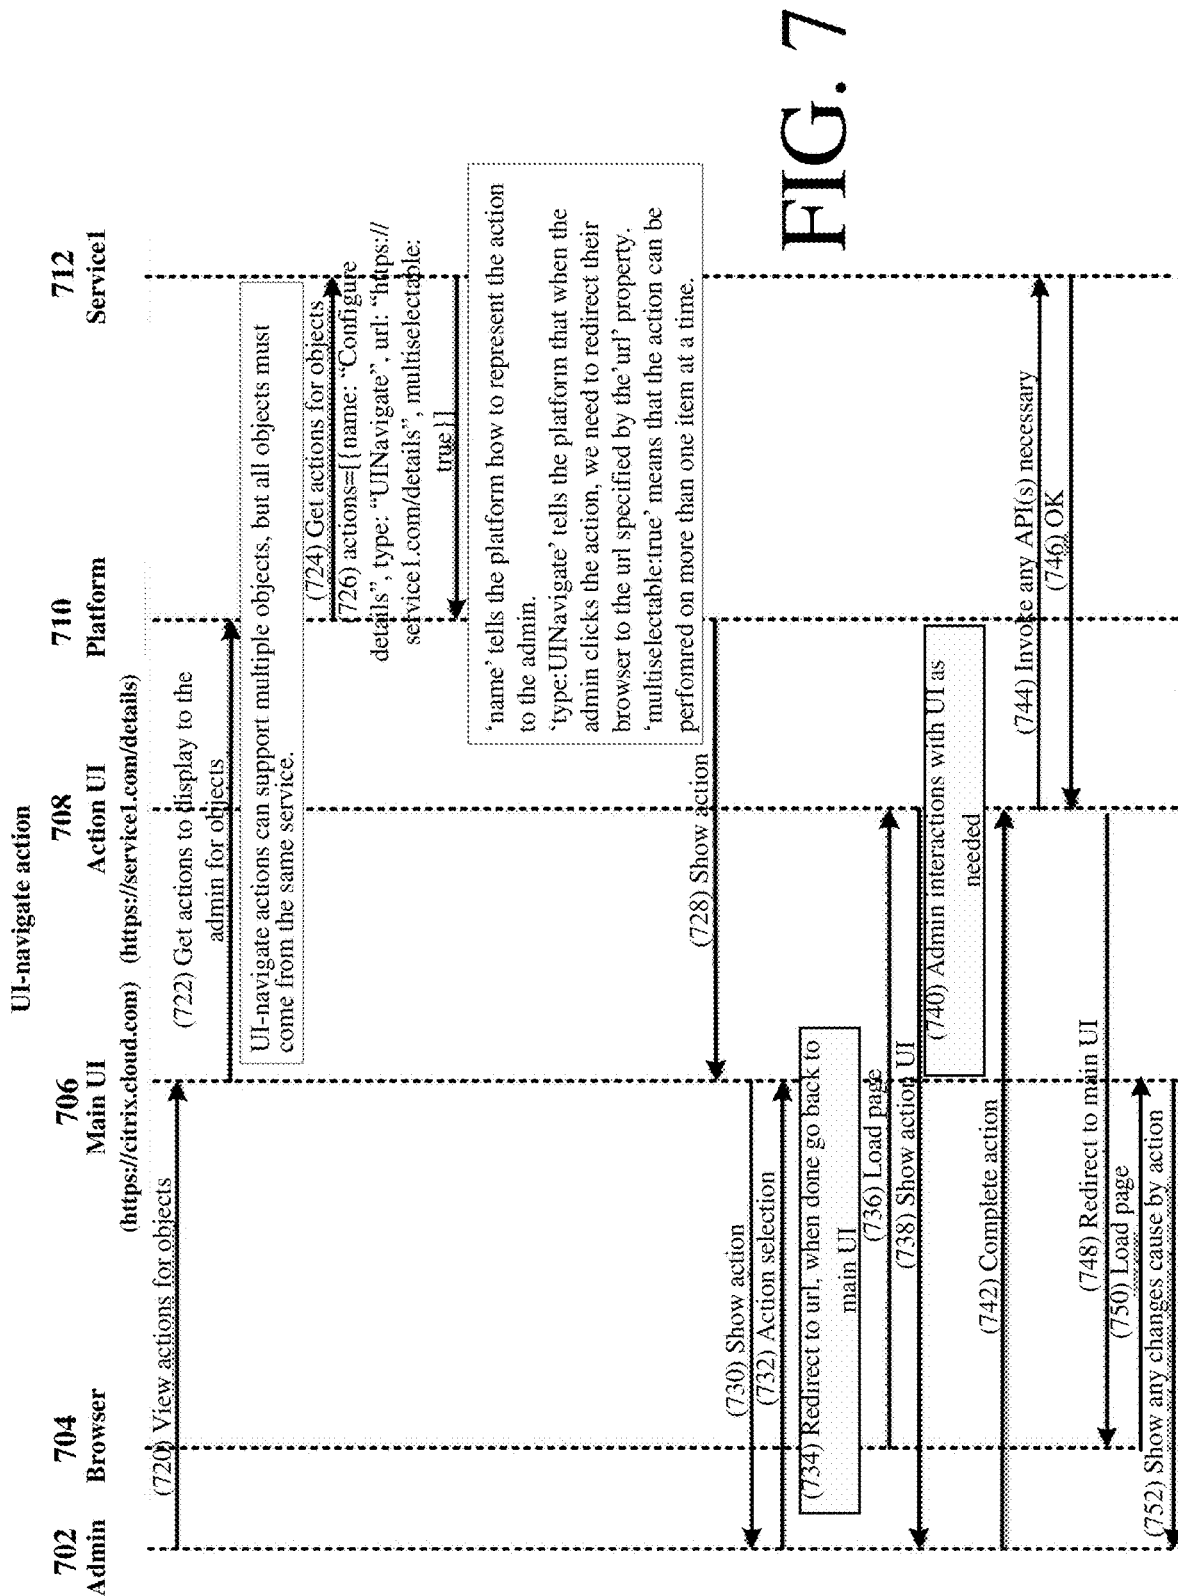 UI-navigate action
702
Admin
704
Browser
706
Main UI
(https://citrix.cloud.com)
708
Action UI
(https://service1.com/details)
710
Platform
712
Service1
(720) View actions for objects
(722) Get actions to display to the
admin for objects
UI-navigate actions can support multiple objects, but all objects must
come from the same service.
(724) Get actions for objects
(726) actions=[{name: “Configure
details”, type: “UINavigate”, url: “https://
service1.com/details”, multiselectable:
true}]
‘name’ tells the platform how to represent the action
to the admin.
‘type:UINavigate’ tells the platform that when the
admin clicks the action, we need to redirect their
browser to the url specified by the‘url’ property.
‘multiselectable:true’ means that the action can be
perfomred on more than one item at a time.
(728) Show action
(730) Show action
(732) Action selection
(734) Redirect to url, when done go back to
main UI
(736) Load page
(738) Show action UI
(740) Admin interactions with UI as
needed
(742) Complete action
(744) Invoke any API(s) necessary
(746) OK
(748) Redirect to main UI
(750) Load page
(752) Show any changes cause by action
FIG. 7